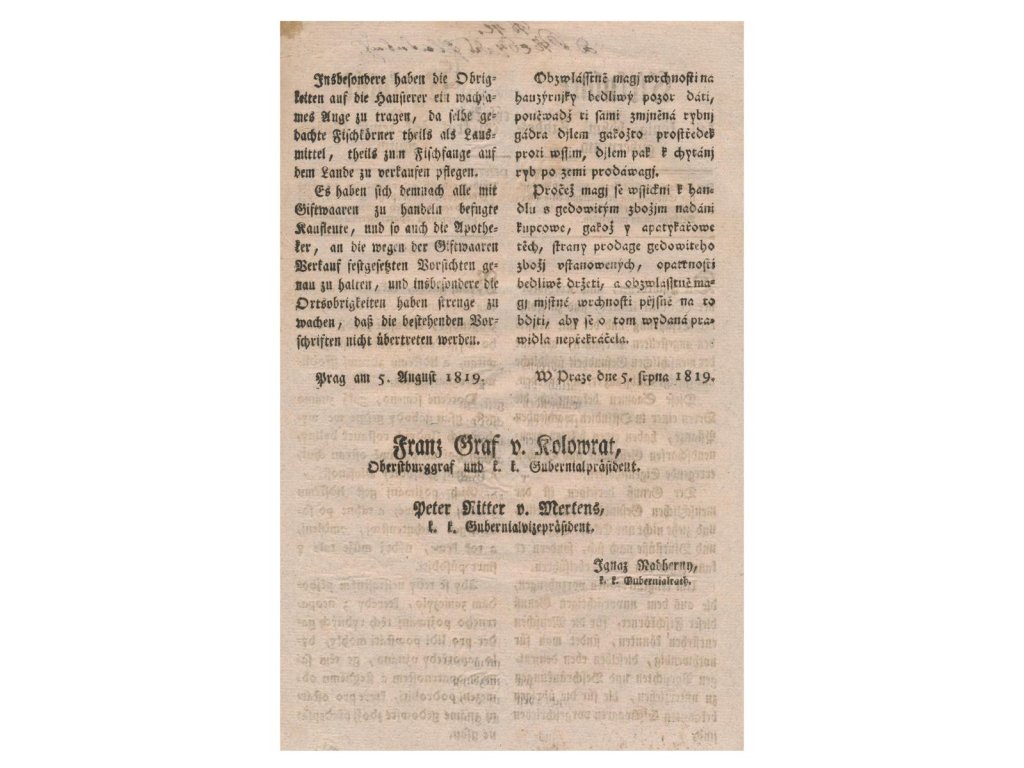 Insbesondere haben die Obrig-
keiten auf die Hausierer ein wachsa-
mes Auge zu tragen, da selbe ge-
dachte Fischkörner theils als Laus-
mittel, theils zum Fischfange auf
dem Lande zu verkaufen pflegen.
Es haben sich demnach alle mit
Giftwaaren zu handeln befugte
Kaufleute, und so auch die Apothe-
ker, an die wegen der Giftwaaren
Verkauf festgesetzten Vorsichten ge-
nau zu halten, und insbesondere die
Ortsobrigkeiten haben strenge zu
wachen, daß die bestehenden Vor-
schriften nicht übertreten werden.
Prag am 5. August 1819.
Obzwlásstně magj wrchnosti na
hauzýrnjky bedliwý pozor dáti,
poněwadž ti sami zmjněná rybnj
gádra djlem gakožto prostředek
proti wssim, djlem pak k chytánj
ryb po zemi prodáwagj.
Pročež magj se wssickni k han-
dlu s gedowitým zbožjm nadáni
kupcowe, gakož y apatykařowe
těch, strany prodage gedowiteho
zbožj vstanowených, opatrnosti
bedliwě držeti, a obzwlásstně ma-
gj mjstné wrchnosti přjsně na to
bdjti, aby se o tom wydaná pra-
widla nepřekráčela.
W Praze dne 5. srpna 1819.
Franz Graf v. Kolowrat,
Oberstburggraf und k. k. Gubernialpräsident.
Peter Ritter v. Mertens,
k. k. Gubernialvizepräsident.
Ignaz Nadherny,
k. k. Gubernialrath.